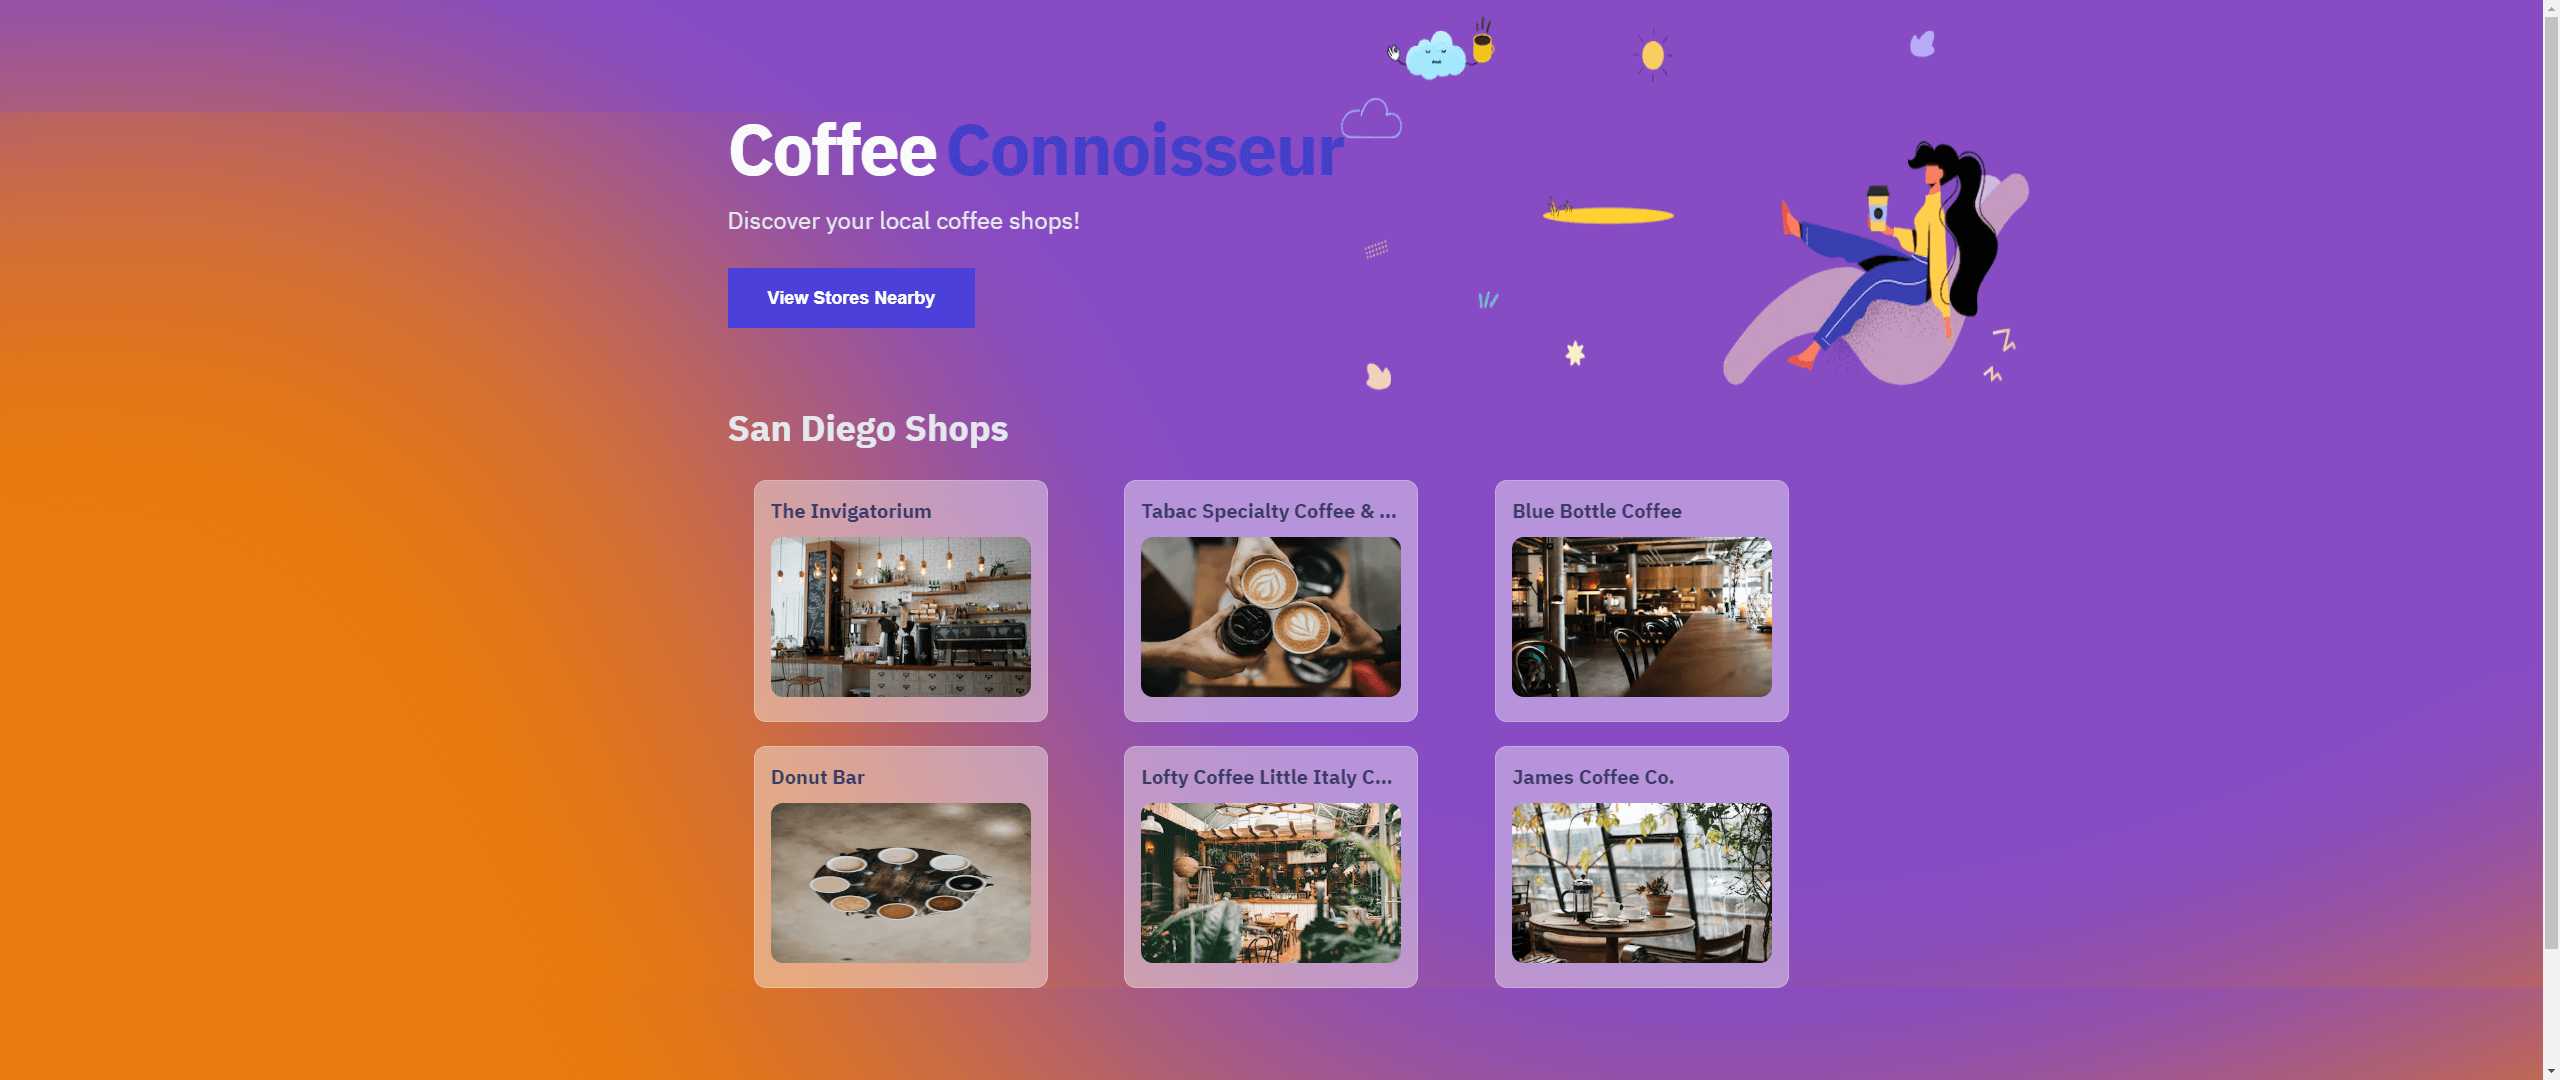 Coffee Connoisseur
Discover your local coffee shops!
View Stores Nearby
San Diego Shops
The Invigatorium
Tabac Specialty Coffee & ...
Blue Bottle Coffee
Donut Bar
Lofty Coffee Little Italy C...
James Coffee Co.